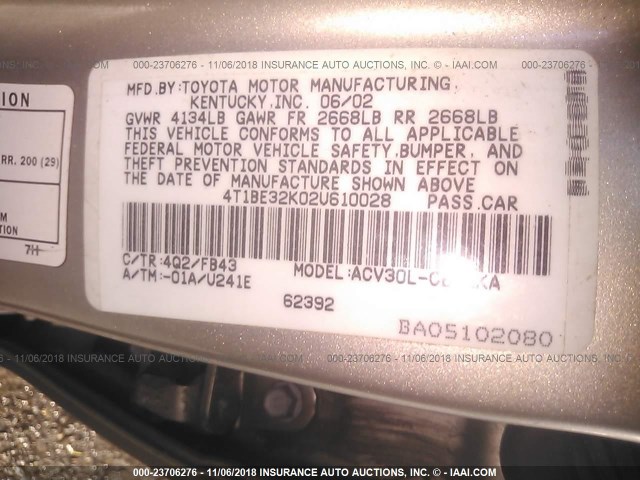 000-23706276 - 11/06/2018 INSURANCE AUTO AUCTIONS, INC. - © IAAI.COM
MFD.BY:TOYOTA MOTOR MANUFACTURING,
KENTUCKY,INC. 06/02
GVWR 4134LB GAWR FR 2668LB RR 2668LB
THIS VEHICLE CONFORMS TO ALL APPLICABLE
FEDERAL MOTOR VEHICLE SAFETY,BUMPER, AND
THEFT PREVENTION STANDARDS IN EFFECT ON
THE DATE OF MANUFACTURE SHOWN ABOVE
4T1BE32K02U610028 PASS.CAR
C/TR:4Q2/FB43
A/TM:-01A/U241E
MODEL:
62392
BA05102080
RR. 200 (29)
7H
000-23706276 - 11/06/2018 INSURANCE AUTO AUCTIONS, INC. - © IAAI.COM
000-23706276 - 11/06/2018 INSURANCE AUTO AUCTIONS, INC. - © IAAI.COM